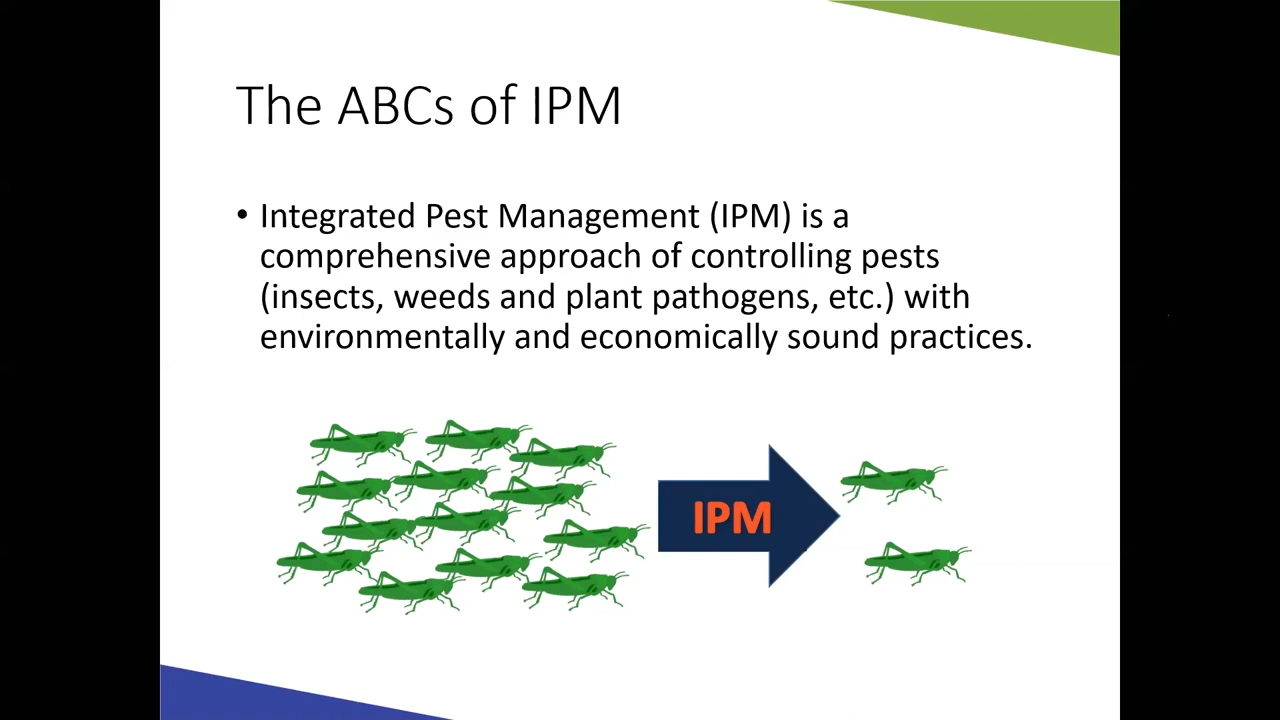 The ABCs of IPM
• Integrated Pest Management (IPM) is a
comprehensive approach of controlling pests
(insects, weeds and plant pathogens, etc.) with
environmentally and economically sound practices.
IPM